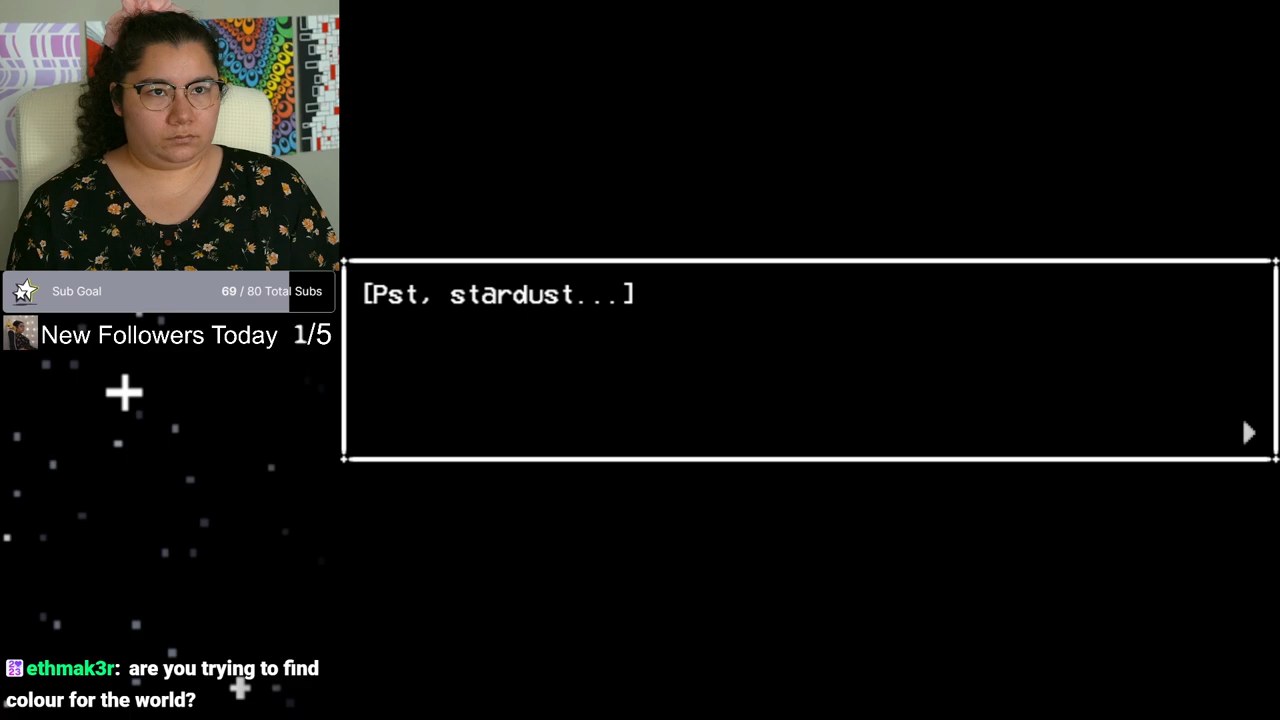 [Pst, stardust...]
Sub Goal 69 / 80 Total Subs
New Followers Today 1/5
ethmak3r: are you trying to find
colour for the world?